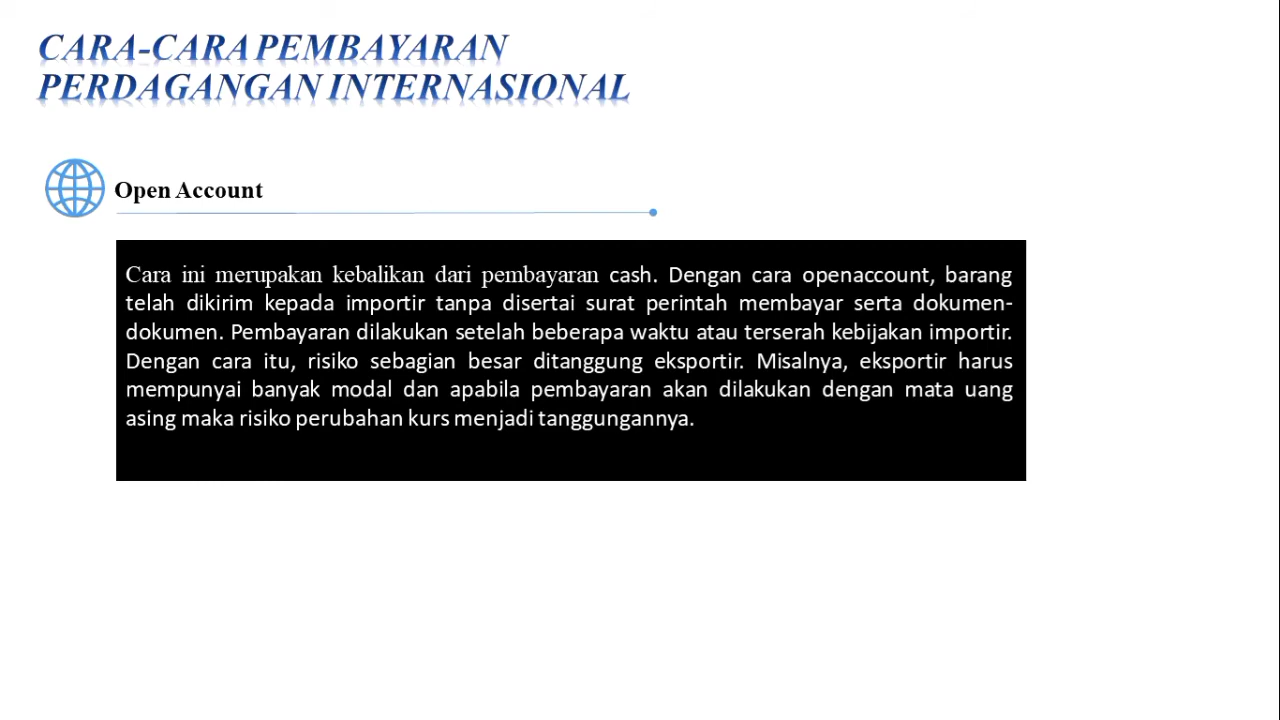 CARA-CARA PEMBAYARAN
PERDAGANGAN INTERNASIONAL
Open Account
Cara ini merupakan kebalikan dari pembayaran cash. Dengan cara openaccount, barang
telah dikirim kepada importir tanpa disertai surat perintah membayar serta dokumen-
dokumen. Pembayaran dilakukan setelah beberapa waktu atau terserah kebijakan importir.
Dengan cara itu, risiko sebagian besar ditanggung eksportir. Misalnya, eksportir harus
mempunyai banyak modal dan apabila pembayaran akan dilakukan dengan mata uang
asing maka risiko perubahan kurs menjadi tanggungannya.